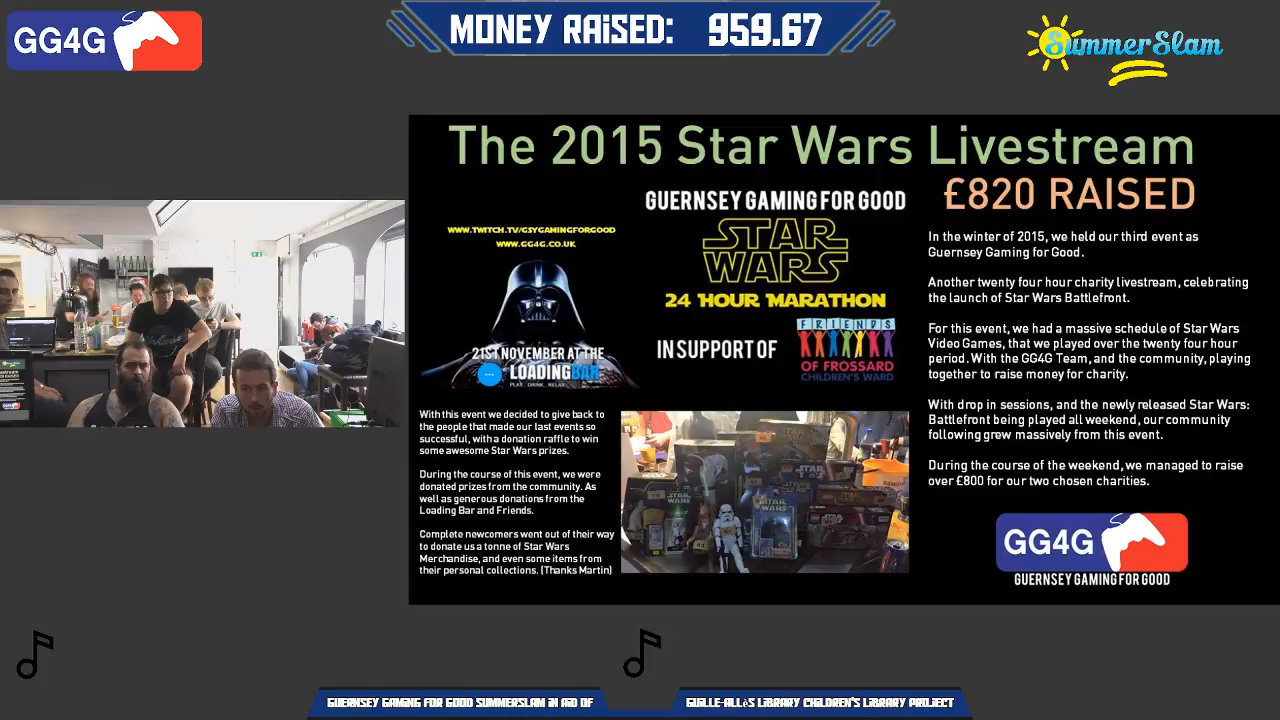 GG4G
MONEY RAISED: 959.67
SummerSlam
The 2015 Star Wars Livestream
£820 RAISED
GUERNSEY GAMING FOR GOOD
STAR
WARS
24 HOUR MARATHON
IN SUPPORT OF
FRIENDS
OF FROSSARD
CHILDREN'S WARD
WWW.TWITCH.TV/GSYGAMINGFORGOOD
WWW.GG4G.CO.UK
21ST NOVEMBER AT THE
LOADINGBAR
PLAY...DRINK...RELAX
With this event we decided to give back to
the people that made our last events so
successful, with a donation raffle to win
some awesome Star Wars prizes.
During the course of this event, we were
donated prizes from the community. As
well as generous donations from the
Loading Bar and Friends.
Complete newcomers went out of their way
to donate us a tonne of Star Wars
Merchandise, and even some items from
their personal collections. (Thanks Martin)
In the winter of 2015, we held our third event as
Guernsey Gaming for Good.
Another twenty four hour charity livestream, celebrating
the launch of Star Wars Battlefront.
For this event, we had a massive schedule of Star Wars
Video Games, that we played over the twenty four hour
period. With the GG4G Team, and the community, playing
together to raise money for charity.
With drop in sessions, and the newly released Star Wars:
Battlefront being played all weekend, our community
following grew massively from this event.
During the course of the weekend, we managed to raise
over £800 for our two chosen charities.
GG4G
GUERNSEY GAMING FOR GOOD
GUERNSEY GAMING FOR GOOD SUMMERSLAM IN AID OF
GUILLE-ALLèS LIBRARY CHILDREN'S LIBRARY PROJECT